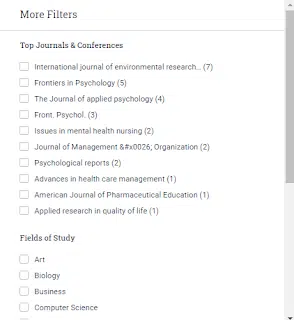 More Filters
Top Journals & Conferences
International journal of environmental research... (7)
Frontiers in Psychology (5)
The Journal of applied psychology (4)
Front. Psychol. (3)
Issues in mental health nursing (2)
Journal of Management &#x0026; Organization (2)
Psychological reports (2)
Advances in health care management (1)
American Journal of Pharmaceutical Education (1)
Applied research in quality of life (1)
Fields of Study
Art
Biology
Business
Computer Science